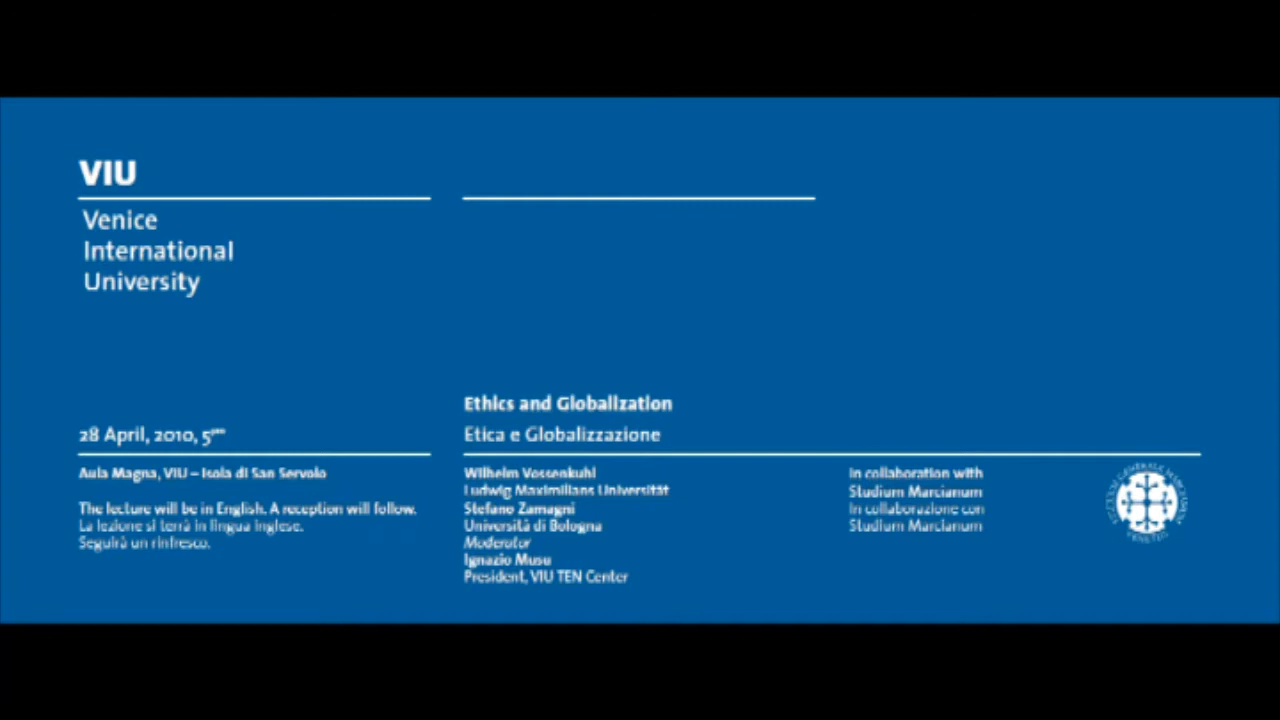 VIU
Venice
International
University
28 April, 2010, 5pm
Aula Magna, VIU – Isola di San Servolo
The lecture will be in English. A reception will follow.
La lezione si terrà in lingua inglese.
Seguirà un rinfresco.
Ethics and Globalization
Etica e Globalizzazione
Wilhelm Vossenkuhl
Ludwig Maximilians Universität
Stefano Zamagni
Università di Bologna
Moderator
Ignazio Musu
President, VIU TEN Center
In collaboration with
Studium Marcianum
In collaborazione con
Studium Marcianum